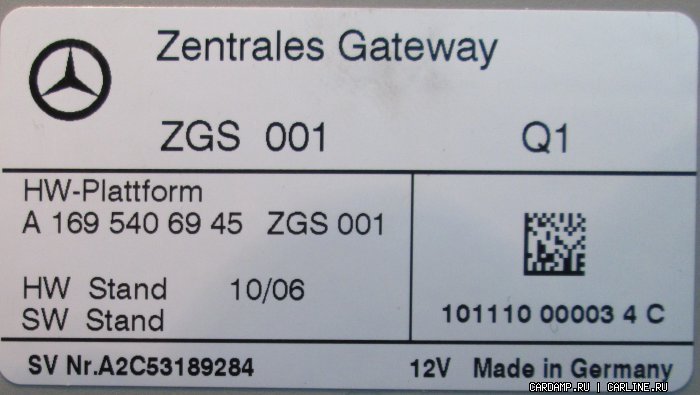 Zentrales Gateway
ZGS 001 Q1
HW-Plattform
A 169 540 69 45 ZGS 001
HW Stand 10/06
SW Stand
101110 00003 4 C
SV Nr.A2C53189284 12V Made in Germany
CARDAMP.RU | CARLINE.RU